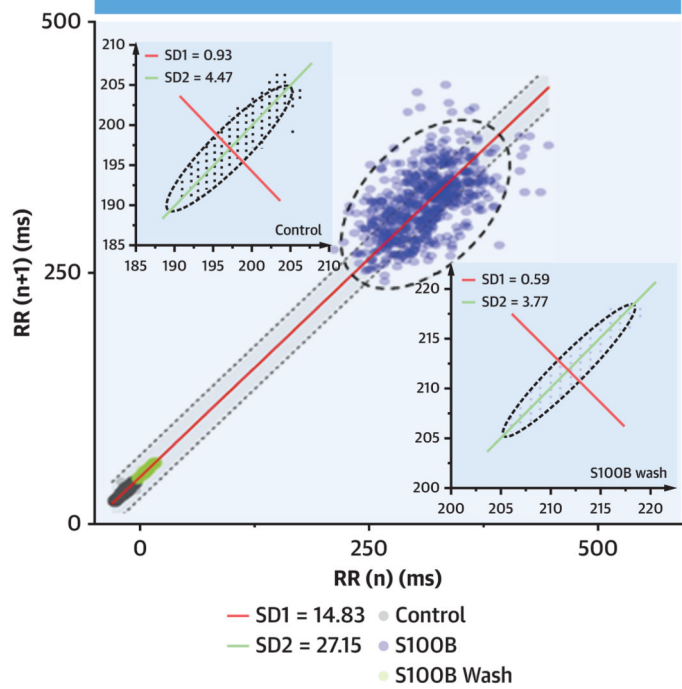 500
250
0
RR (n+1) (ms)
210
205
200
195
190
185
SD1 = 0.93
SD2 = 4.47
Control
185 190 195 200 205 210
220
215
210
205
200
SD1 = 0.59
SD2 = 3.77
S100B wash
200 205 210 215 220
0 250 500
RR (n) (ms)
SD1 = 14.83 Control
SD2 = 27.15 S100B
S100B Wash